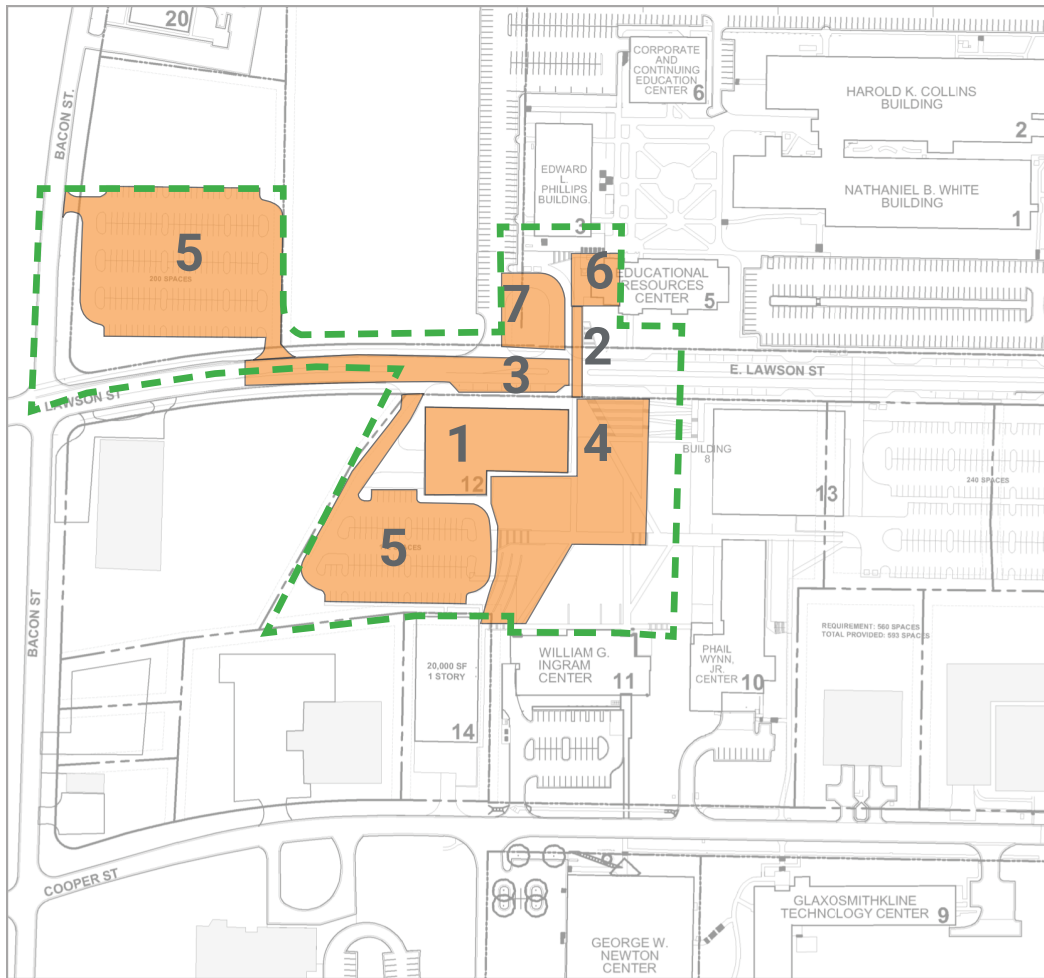 20
CORPORATE
AND
CONTINUING
EDUCATION
CENTER 6
HAROLD K. COLLINS
BUILDING
2
BACON ST.
EDWARD
L.
PHILLIPS
BUILDING.
3
NATHANIEL B. WHITE
BUILDING
1
5
200 SPACES
6
EDUCATIONAL
RESOURCES
CENTER 5
7
2
3
E. LAWSON ST
LAWSON ST
1
12
4
BUILDING
8
13
240 SPACES
5
BACON ST
REQUIREMENT: 560 SPACES
TOTAL PROVIDED: 593 SPACES
20,000 SF
1 STORY
14
WILLIAM G.
INGRAM
CENTER 11
PHAIL
WYNN,
JR.
CENTER 10
COOPER ST
GLAXOSMITHKLINE
TECHNCLOGY CENTER 9
GEORGE W.
NEWTON
CENTER